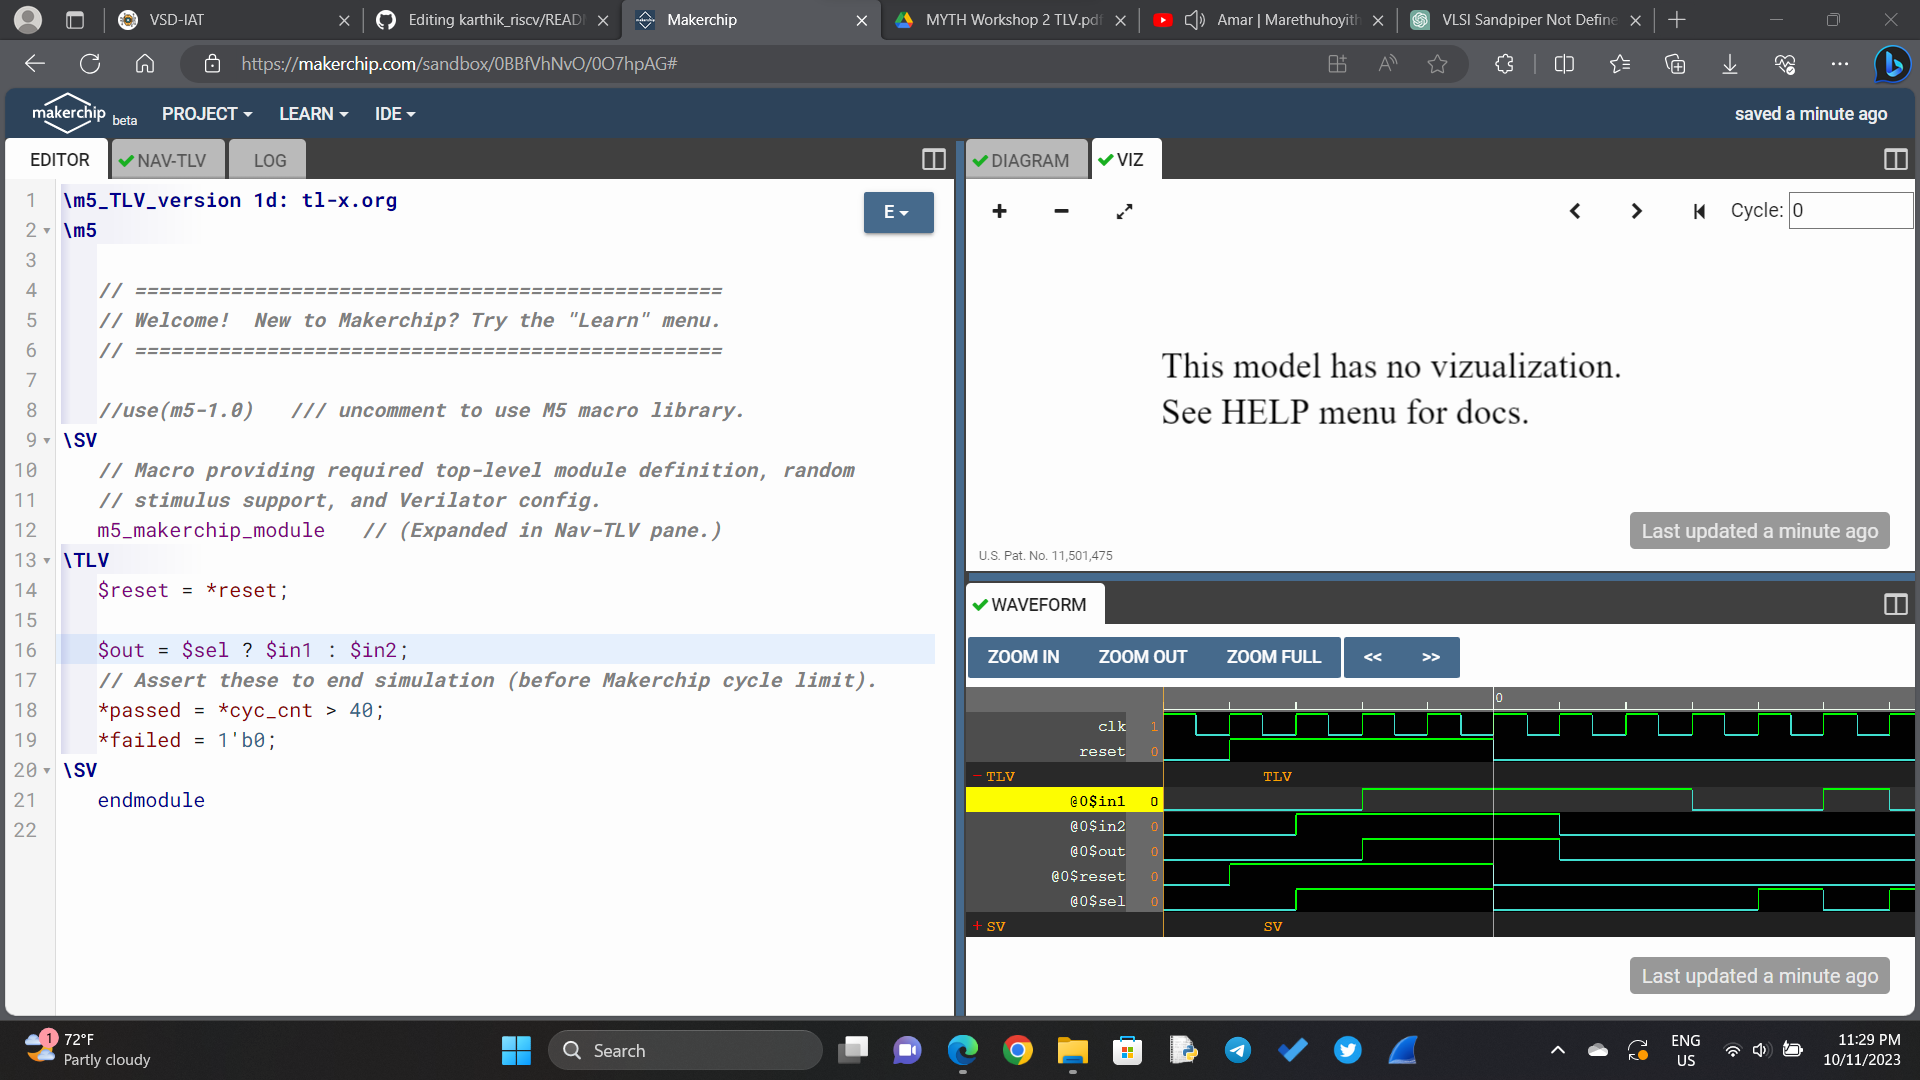 VSD-IAT
Editing karthik_riscv/READ
Makerchip
MYTH Workshop 2 TLV.pdf
Amar | Marethuhoyith
VLSI Sandpiper Not Define
https://makerchip.com/sandbox/0BBfVhNvO/0O7hpAG#
makerchip beta
PROJECT
LEARN
IDE
saved a minute ago
EDITOR
NAV-TLV
LOG
E
1 \m5_TLV_version 1d: tl-x.org
2 \m5
3
4 // =================================================
5 // Welcome!  New to Makerchip? Try the "Learn" menu.
6 // =================================================
7
8 //use(m5-1.0)   /// uncomment to use M5 macro library.
9 \SV
10 // Macro providing required top-level module definition, random
11 // stimulus support, and Verilator config.
12 m5_makerchip_module   // (Expanded in Nav-TLV pane.)
13 \TLV
14 $reset = *reset;
15
16 $out = $sel ? $in1 : $in2;
17 // Assert these to end simulation (before Makerchip cycle limit).
18 *passed = *cyc_cnt > 40;
19 *failed = 1'b0;
20 \SV
21 endmodule
22
DIAGRAM
VIZ
Cycle: 0
This model has no vizualization.
See HELP menu for docs.
Last updated a minute ago
U.S. Pat. No. 11,501,475
WAVEFORM
ZOOM IN
ZOOM OUT
ZOOM FULL
<<
>>
0
clk 1
reset 0
- TLV TLV
@0$in1 0
@0$in2 0
@0$out 0
@0$reset 0
@0$sel 0
+ SV SV
Last updated a minute ago
1
72°F
Partly cloudy
Search
ENG
US
11:29 PM
10/11/2023